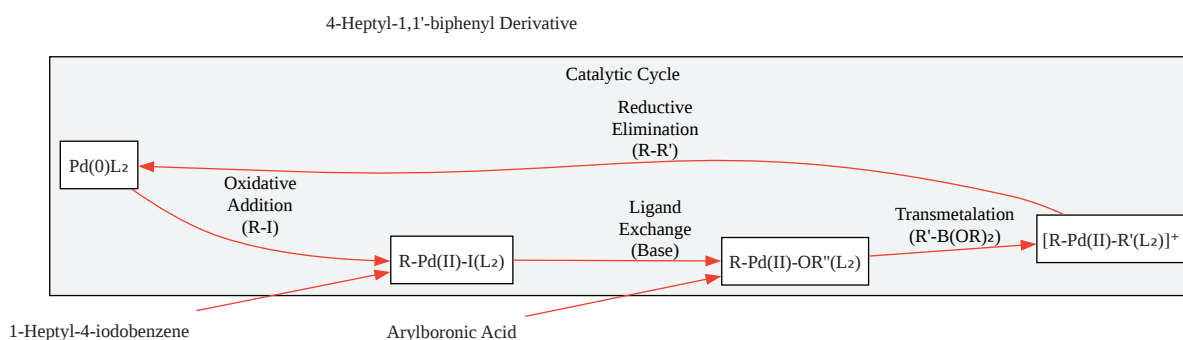 4-Heptyl-1,1'-biphenyl Derivative
Catalytic Cycle
Reductive
Elimination
(R-R')
Pd(0)L₂
Oxidative
Addition
(R-I)
Ligand
Exchange
(Base)
Transmetalation
(R'-B(OR)₂)
R-Pd(II)-I(L₂)
R-Pd(II)-OR"(L₂)
[R-Pd(II)-R'(L₂)]⁺
1-Heptyl-4-iodobenzene
Arylboronic Acid